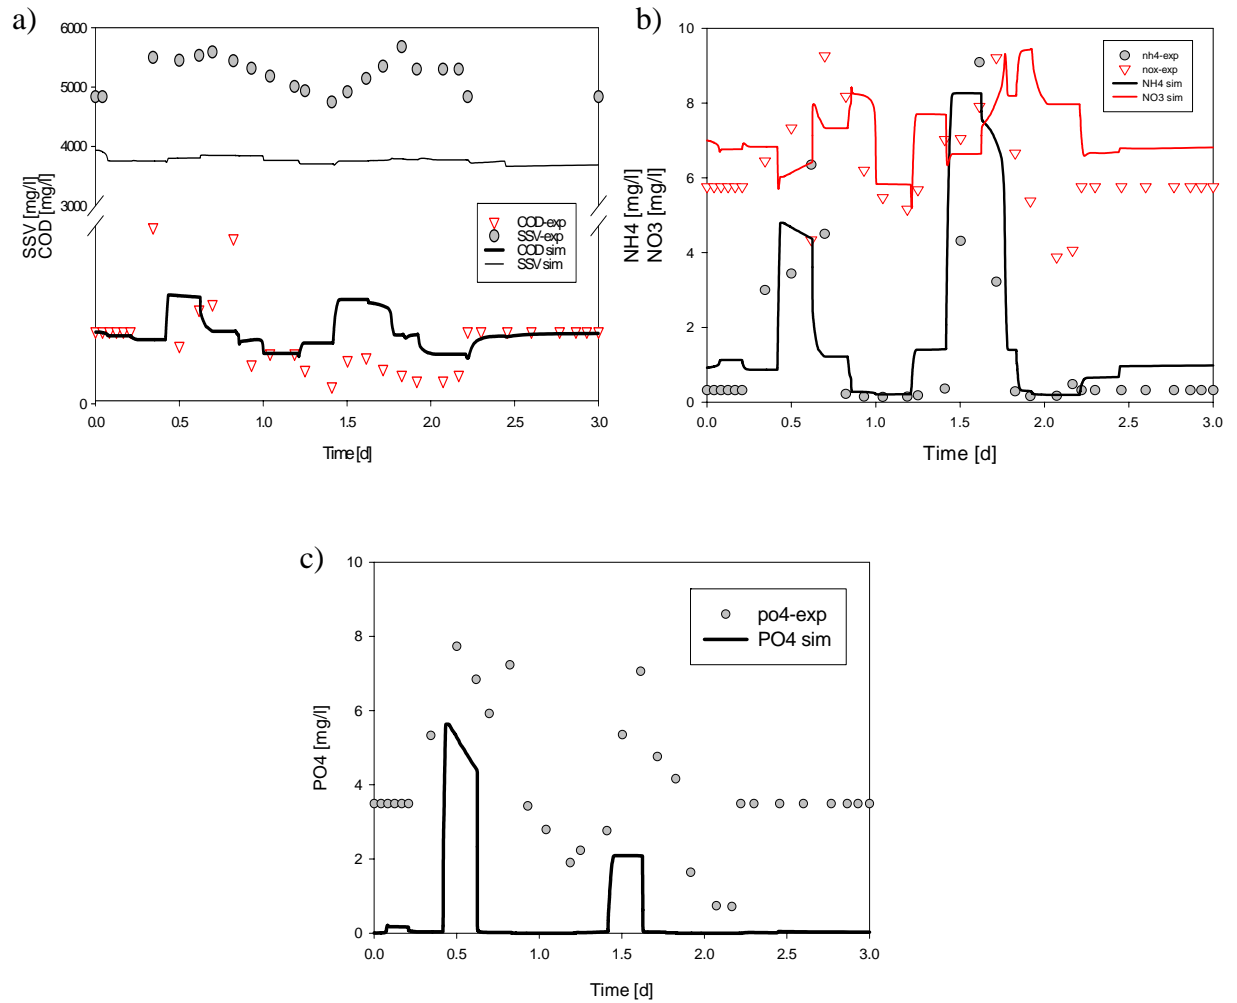 a)
6000
5000
4000
3000
0
SSV [mg/l]
COD [mg/l]
COD-exp
SSV-exp
COD sim
SSV sim
0.0 0.5 1.0 1.5 2.0 2.5 3.0
Time [d]
b)
10
8
6
4
2
0
NH4 [mg/l]
NO3 [mg/l]
nh4-exp
nox-exp
NH4 sim
NO3 sim
0.0 0.5 1.0 1.5 2.0 2.5 3.0
Time [d]
c)
10
8
6
4
2
0
PO4 [mg/l]
po4-exp
PO4 sim
0.0 0.5 1.0 1.5 2.0 2.5 3.0
Time [d]